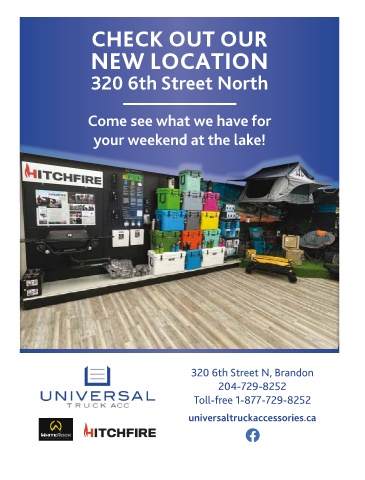 CHECK OUT OUR
NEW LOCATION
320 6th Street North
Come see what we have for
your weekend at the lake!
HITCHFIRE
UNIVERSAL
TRUCK ACC
WHITEROCK
HITCHFIRE
320 6th Street N, Brandon
204-729-8252
Toll-free 1-877-729-8252
universaltruckaccessories.ca